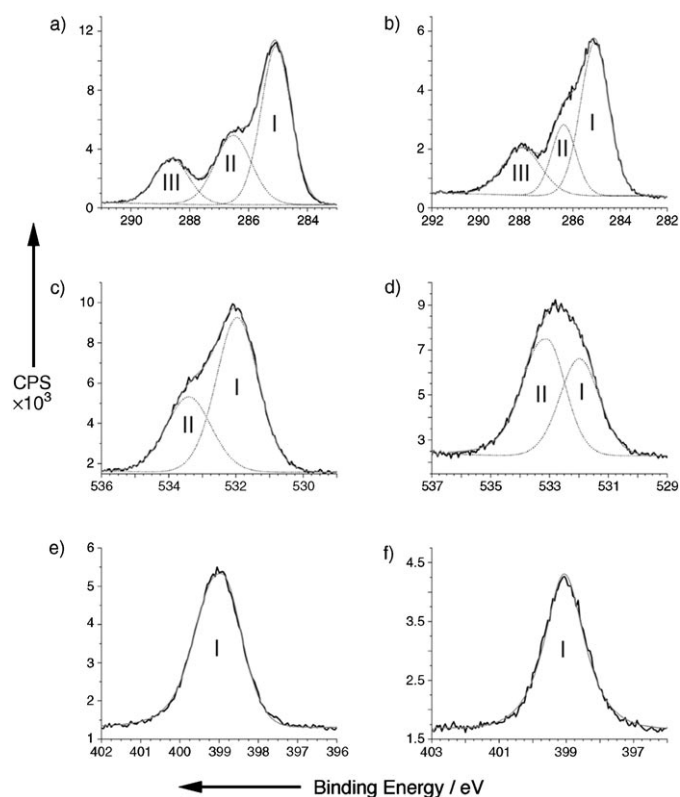 a)
12
8
4
0
290
288
286
284
III
II
I
b)
6
4
2
0
292
290
288
286
284
282
III
II
I
c)
10
8
6
4
2
536
534
532
530
II
I
d)
9
7
5
3
537
535
533
531
529
II
I
CPS
×10³
e)
6
5
4
3
2
1
402
401
400
399
398
397
396
I
f)
4.5
3.5
2.5
1.5
403
401
399
397
I
Binding Energy / eV